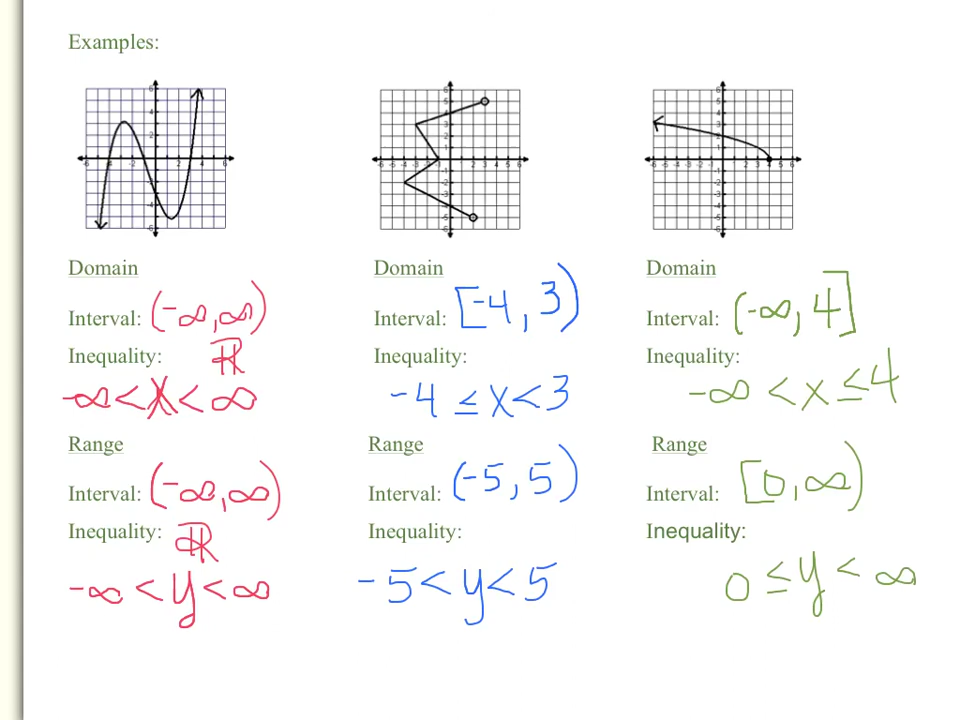 Examples:
Domain
Interval: (-∞,∞)
Inequality: ℝ
-∞<x<∞
Range
Interval: (-∞,∞)
Inequality: ℝ
-∞<y<∞
Domain
Interval: [-4,3)
Inequality:
-4≤x<3
Range
Interval: (-5,5)
Inequality:
-5<y<5
Domain
Interval: (-∞,4]
Inequality:
-∞<x≤4
Range
Interval: [0,∞)
Inequality:
0≤y<∞